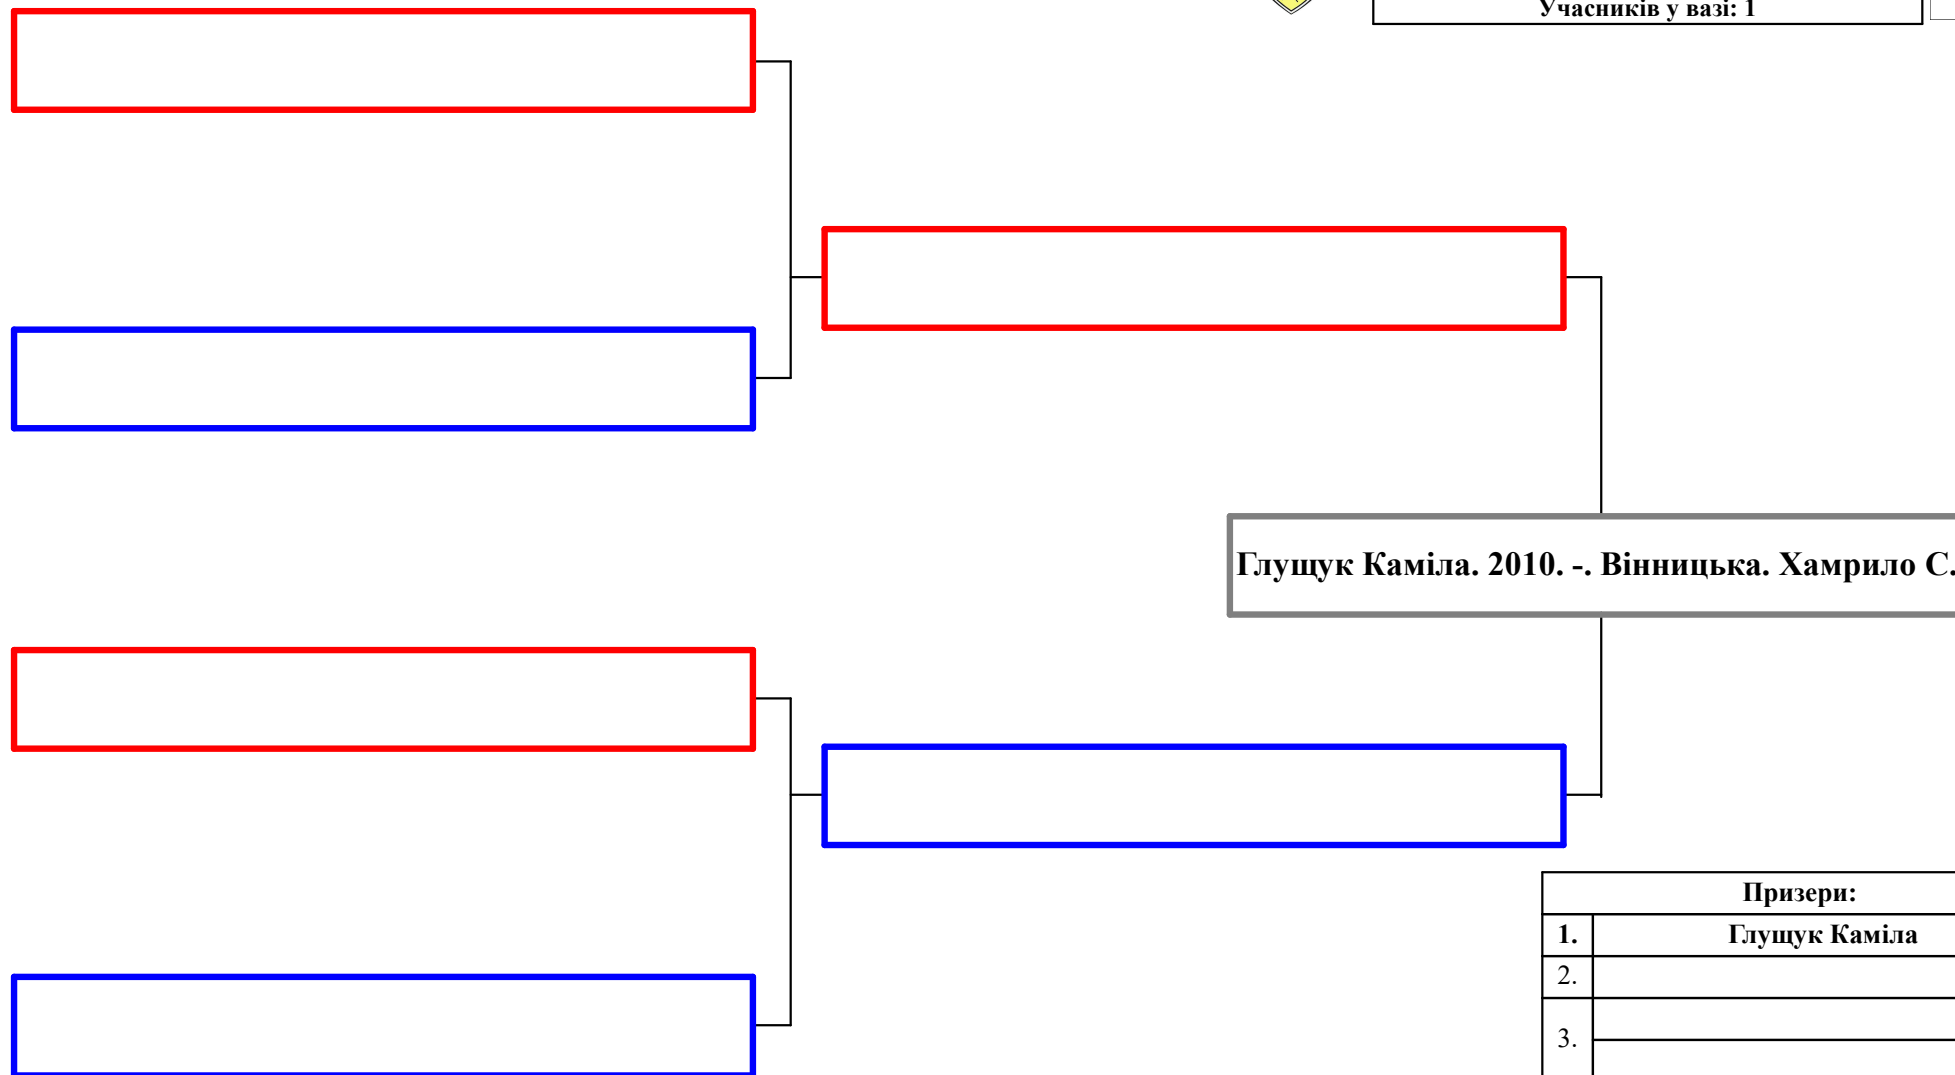 Учасників у вазі: 1
Глущук Каміла. 2010. -. Вінницька. Хамрило С.
Призери:
1. Глущук Каміла
2.
3.